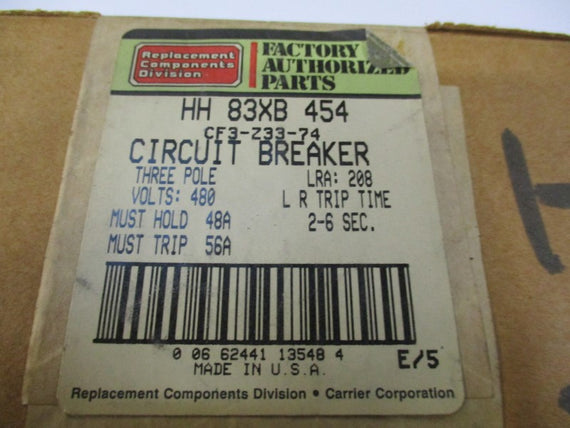 Replacement
Components
Division
FACTORY
AUTHORIZED
PARTS
HH 83XB 454
CF3-Z33-74
CIRCUIT BREAKER
THREE POLE
VOLTS: 480
MUST HOLD 48A
MUST TRIP 56A
LRA: 208
L R TRIP TIME
2-6 SEC.
0 06 62441 13548 4
E/5
MADE IN U.S.A.
Replacement Components Division • Carrier Corporation